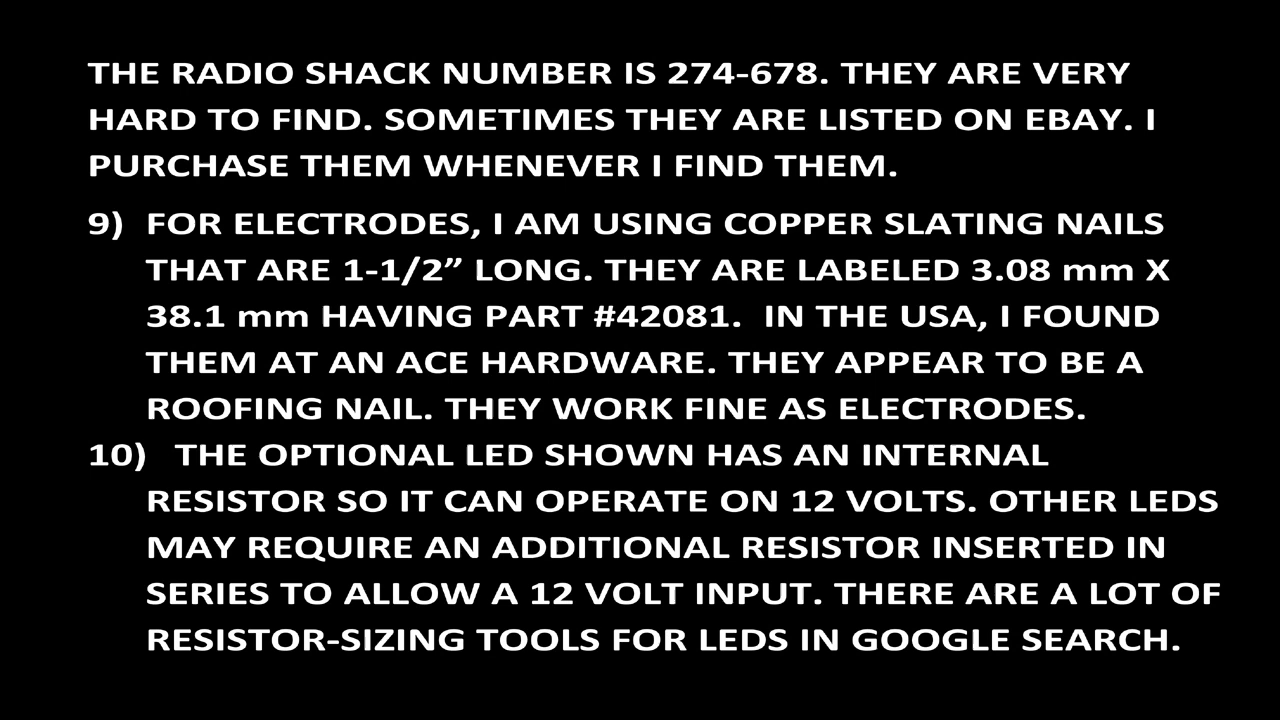 THE RADIO SHACK NUMBER IS 274-678. THEY ARE VERY
HARD TO FIND. SOMETIMES THEY ARE LISTED ON EBAY. I
PURCHASE THEM WHENEVER I FIND THEM.
9) FOR ELECTRODES, I AM USING COPPER SLATING NAILS
THAT ARE 1-1/2” LONG. THEY ARE LABELED 3.08 mm X
38.1 mm HAVING PART #42081. IN THE USA, I FOUND
THEM AT AN ACE HARDWARE. THEY APPEAR TO BE A
ROOFING NAIL. THEY WORK FINE AS ELECTRODES.
10) THE OPTIONAL LED SHOWN HAS AN INTERNAL
RESISTOR SO IT CAN OPERATE ON 12 VOLTS. OTHER LEDS
MAY REQUIRE AN ADDITIONAL RESISTOR INSERTED IN
SERIES TO ALLOW A 12 VOLT INPUT. THERE ARE A LOT OF
RESISTOR-SIZING TOOLS FOR LEDS IN GOOGLE SEARCH.